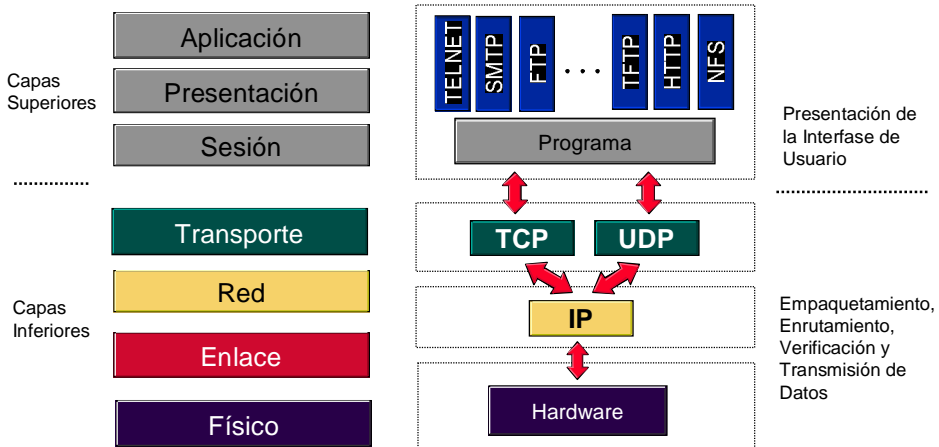 Capas
Superiores
Aplicación
Presentación
Sesión
TELNET
SMTP
FTP
...
TFTP
HTTP
NFS
Programa
Presentación de
la Interfase de
Usuario
Capas
Inferiores
Transporte
Red
Enlace
Físico
TCP
UDP
IP
Hardware
Empaquetamiento,
Enrutamiento,
Verificación y
Transmisión de
Datos